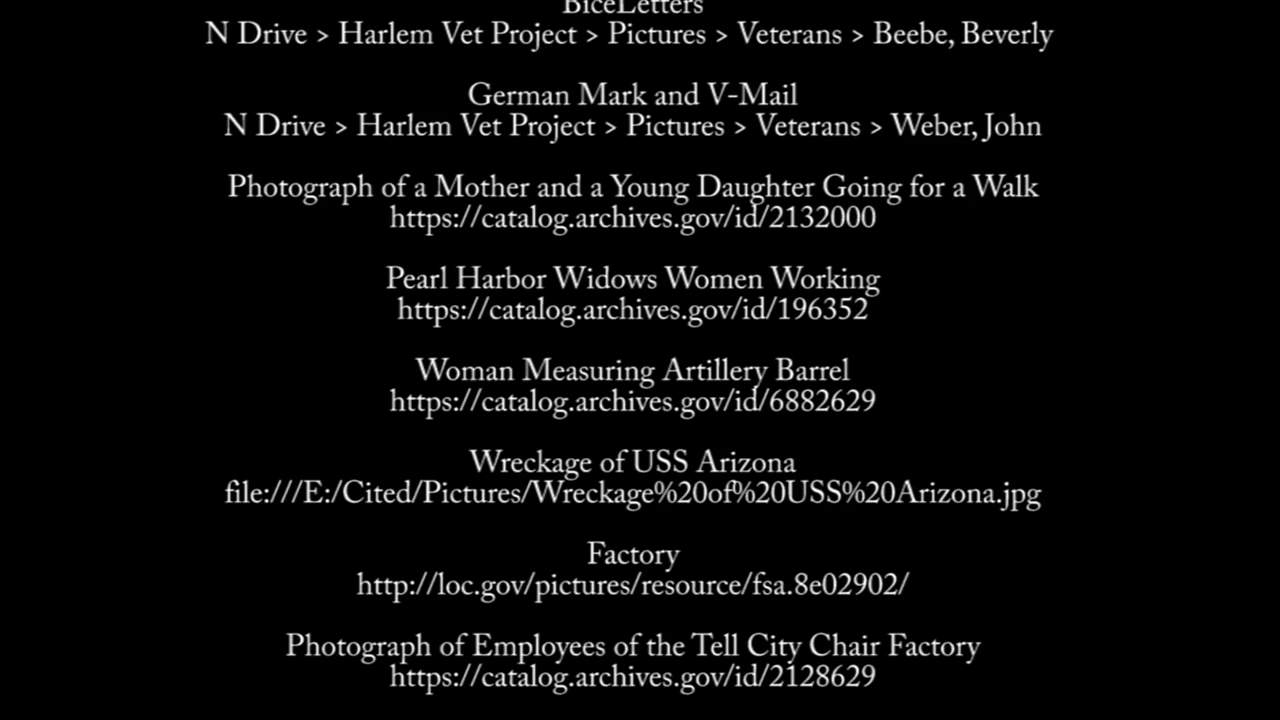 BiceLetters
N Drive > Harlem Vet Project > Pictures > Veterans > Beebe, Beverly
German Mark and V-Mail
N Drive > Harlem Vet Project > Pictures > Veterans > Weber, John
Photograph of a Mother and a Young Daughter Going for a Walk
https://catalog.archives.gov/id/2132000
Pearl Harbor Widows Women Working
https://catalog.archives.gov/id/196352
Woman Measuring Artillery Barrel
https://catalog.archives.gov/id/6882629
Wreckage of USS Arizona
file:///E:/Cited/Pictures/Wreckage%20of%20USS%20Arizona.jpg
Factory
http://loc.gov/pictures/resource/fsa.8e02902/
Photograph of Employees of the Tell City Chair Factory
https://catalog.archives.gov/id/2128629